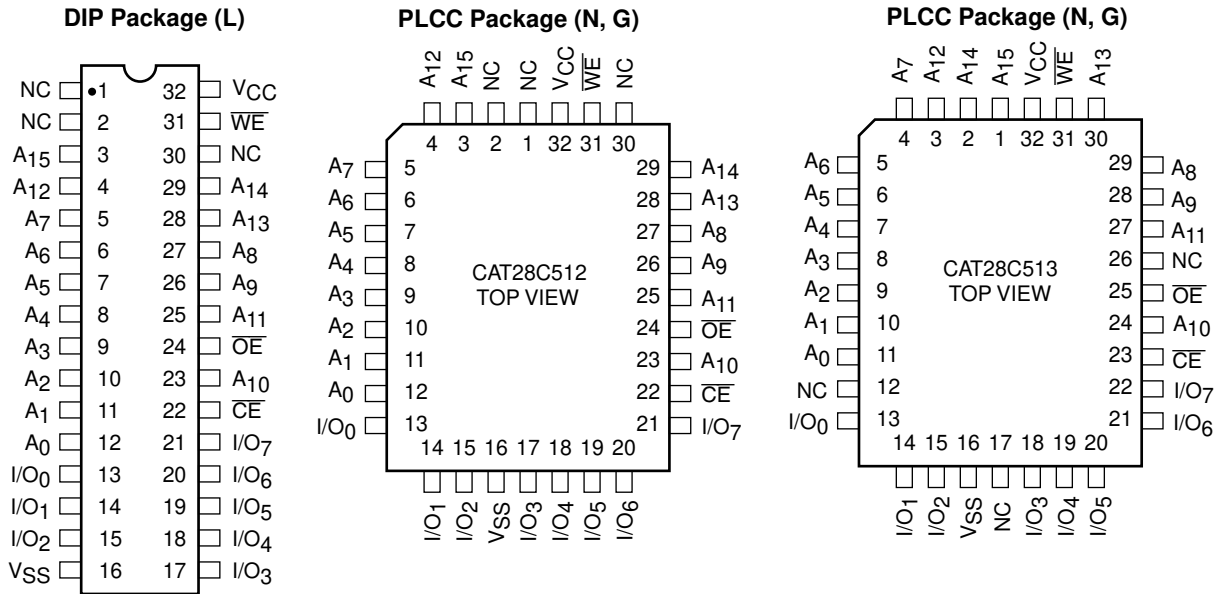 DIP Package (L)
NC 1 32 VCC
NC 2 31 WE
A15 3 30 NC
A12 4 29 A14
A7 5 28 A13
A6 6 27 A8
A5 7 26 A9
A4 8 25 A11
A3 9 24 OE
A2 10 23 A10
A1 11 22 CE
A0 12 21 I/O7
I/O0 13 20 I/O6
I/O1 14 19 I/O5
I/O2 15 18 I/O4
VSS 16 17 I/O3
PLCC Package (N, G)
A12 A15 NC NC VCC WE NC
4 3 2 1 32 31 30
A7 5 29 A14
A6 6 28 A13
A5 7 27 A8
A4 8 26 A9
CAT28C512
TOP VIEW
A3 9 25 A11
A2 10 24 OE
A1 11 23 A10
A0 12 22 CE
I/O0 13 21 I/O7
14 15 16 17 18 19 20
I/O1 I/O2 VSS I/O3 I/O4 I/O5 I/O6
PLCC Package (N, G)
A7 A12 A14 A15 VCC WE A13
4 3 2 1 32 31 30
A6 5 29 A8
A5 6 28 A9
A4 7 27 A11
A3 8 26 NC
CAT28C513
TOP VIEW
A2 9 25 OE
A1 10 24 A10
A0 11 23 CE
NC 12 22 I/O7
I/O0 13 21 I/O6
14 15 16 17 18 19 20
I/O1 I/O2 VSS NC I/O3 I/O4 I/O5